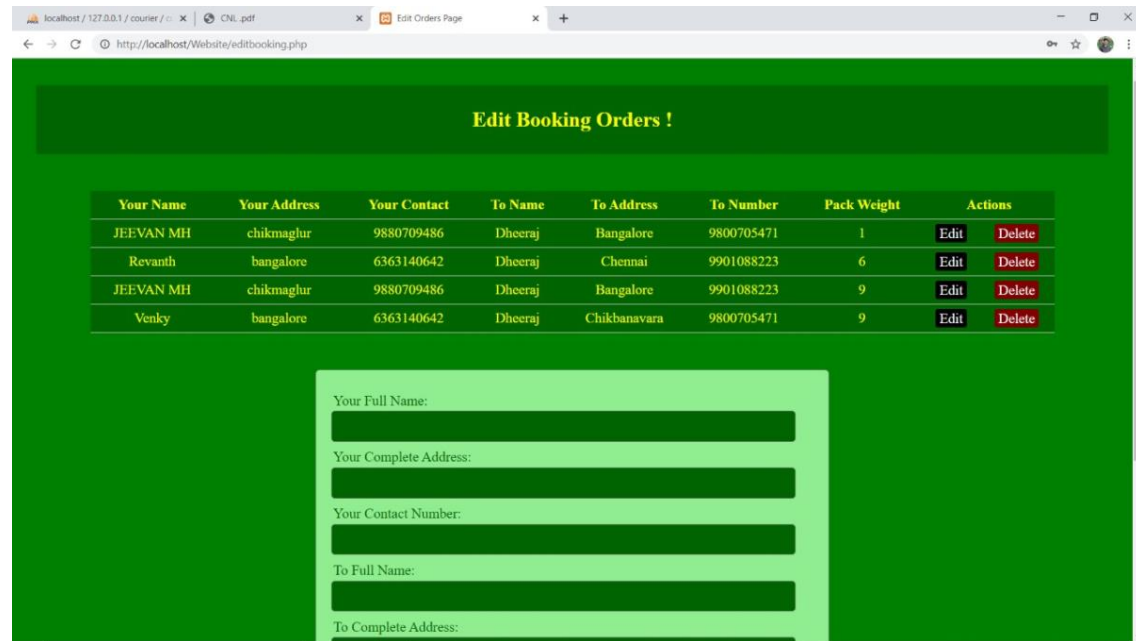 localhost / 127.0.0.1 / courier / o
CNL .pdf
Edit Orders Page
http://localhost/Website/editbooking.php
Edit Booking Orders !
Your Name Your Address Your Contact To Name To Address To Number Pack Weight Actions
JEEVAN MH chikmaglur 9880709486 Dheeraj Bangalore 9800705471 1 Edit Delete
Revanth bangalore 6363140642 Dheeraj Chennai 9901088223 6 Edit Delete
JEEVAN MH chikmaglur 9880709486 Dheeraj Bangalore 9901088223 9 Edit Delete
Venky bangalore 6363140642 Dheeraj Chikbanavara 9800705471 9 Edit Delete
Your Full Name:
Your Complete Address:
Your Contact Number:
To Full Name:
To Complete Address: